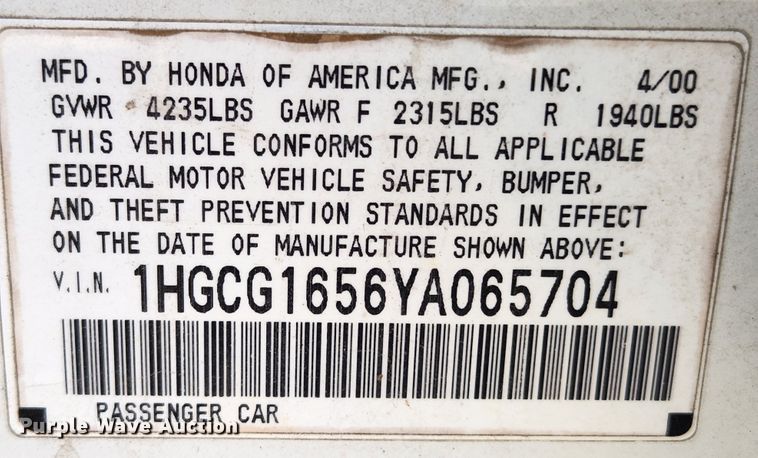 MFD. BY HONDA OF AMERICA MFG., INC. 4/00
GVWR 4235LBS GAWR F 2315LBS R 1940LBS
THIS VEHICLE CONFORMS TO ALL APPLICABLE
FEDERAL MOTOR VEHICLE SAFETY, BUMPER,
AND THEFT PREVENTION STANDARDS IN EFFECT
ON THE DATE OF MANUFACTURE SHOWN ABOVE:
V.I.N. 1HGCG1656YA065704
PASSENGER CAR
Purple Wave Auction